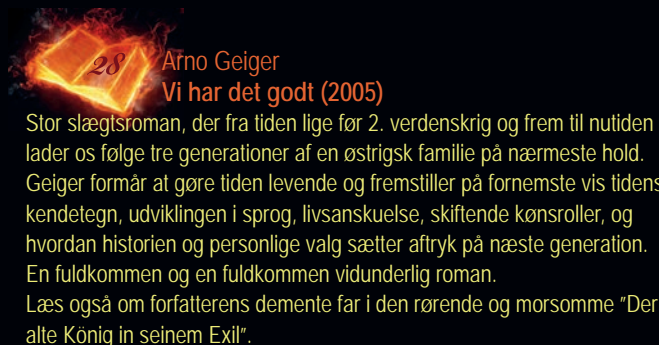 28
Arno Geiger
Vi har det godt (2005)
Stor slægtsroman, der fra tiden lige før 2. verdenskrig og frem til nutiden
lader os følge tre generationer af en østrigsk familie på nærmeste hold.
Geiger formår at gøre tiden levende og fremstiller på fornemste vis tidens
kendetegn, udviklingen i sprog, livsanskuelse, skiftende kønsroller, og
hvordan historien og personlige valg sætter aftryk på næste generation.
En fuldkommen og en fuldkommen vidunderlig roman.
Læs også om forfatterens demente far i den rørende og morsomme "Der
alte König in seinem Exil".